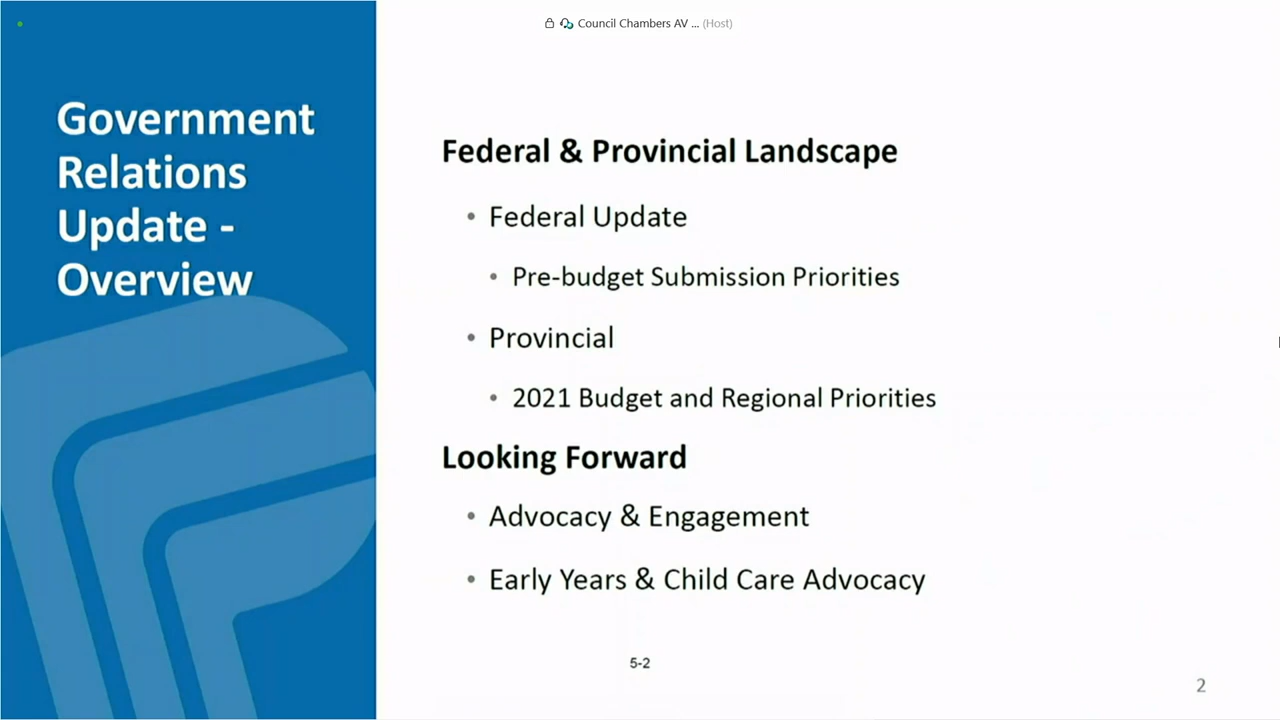 Council Chambers AV ... (Host)
Government
Relations
Update -
Overview
Federal & Provincial Landscape
• Federal Update
• Pre-budget Submission Priorities
• Provincial
• 2021 Budget and Regional Priorities
Looking Forward
• Advocacy & Engagement
• Early Years & Child Care Advocacy
5-2
2